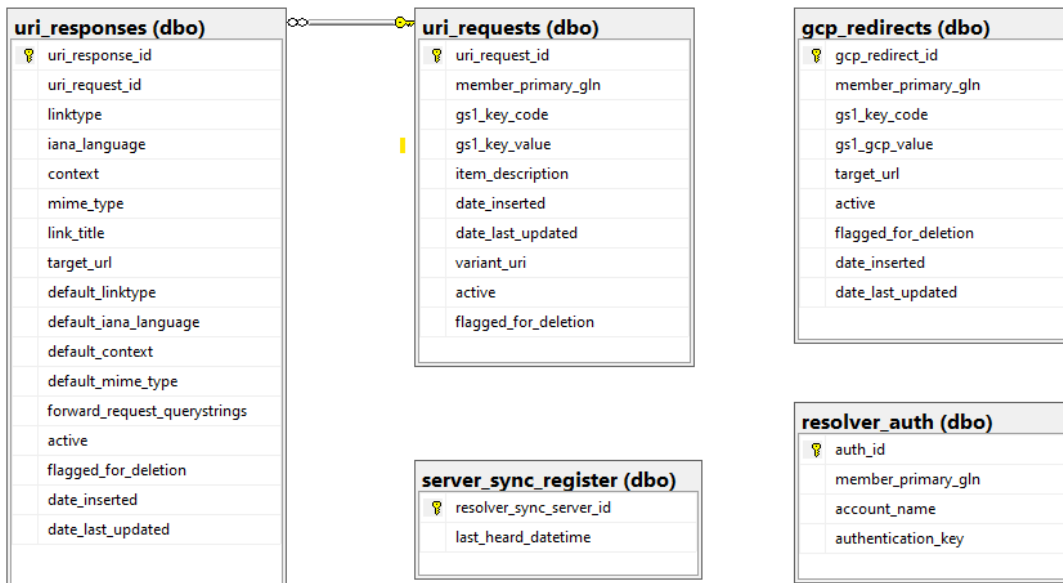 uri_responses (dbo)
uri_response_id
uri_request_id
linktype
iana_language
context
mime_type
link_title
target_url
default_linktype
default_iana_language
default_context
default_mime_type
forward_request_querystrings
active
flagged_for_deletion
date_inserted
date_last_updated
uri_requests (dbo)
uri_request_id
member_primary_gln
gs1_key_code
gs1_key_value
item_description
date_inserted
date_last_updated
variant_uri
active
flagged_for_deletion
server_sync_register (dbo)
resolver_sync_server_id
last_heard_datetime
gcp_redirects (dbo)
gcp_redirect_id
member_primary_gln
gs1_key_code
gs1_gcp_value
target_url
active
flagged_for_deletion
date_inserted
date_last_updated
resolver_auth (dbo)
auth_id
member_primary_gln
account_name
authentication_key